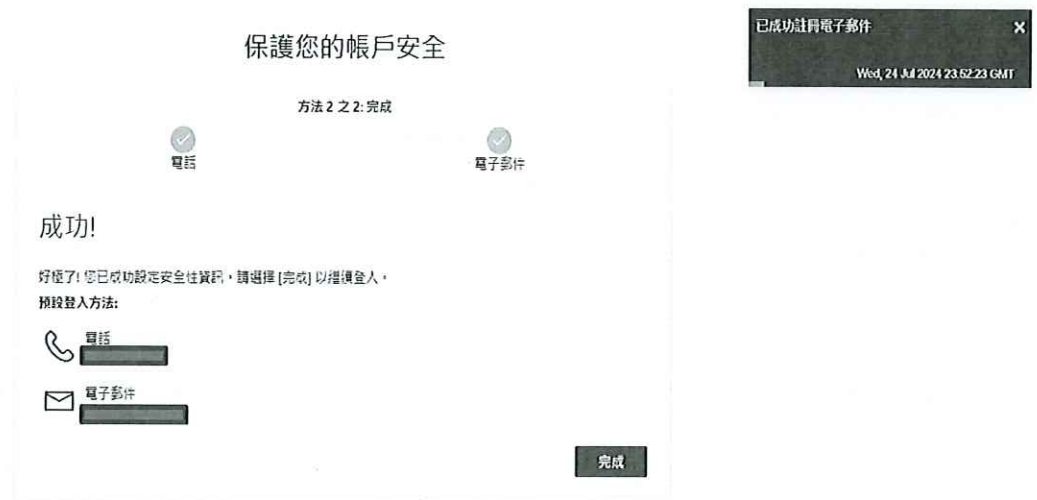 保護您的帳戶安全
方法 2 之 2: 完成
電話
電子郵件
成功!
好極了! 您已成功設定安全性資訊，請選擇 [完成] 以繼續登入。
預設登入方法:
電話
電子郵件
完成
已成功註冊電子郵件
Wed, 24 Jul 2024 23:52:23 GMT